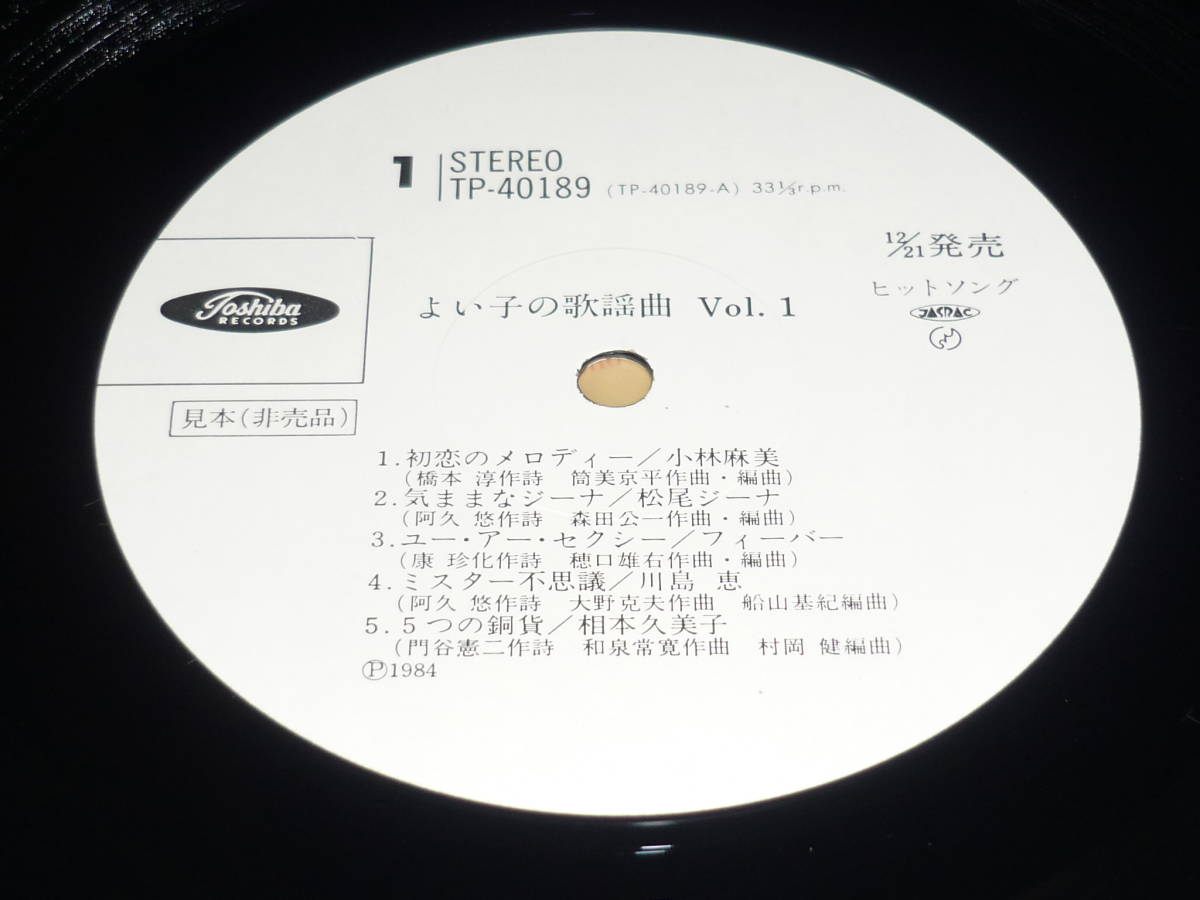 1
STEREO
TP-40189 (TP-40189-A) 33⅓r.p.m.
12/21発売
ヒットソング
JASRAC
Toshiba
RECORDS
よい子の歌謡曲 Vol. 1
見本(非売品)
1.初恋のメロディー/小林麻美
(橋本 淳作詩 筒美京平作曲・編曲)
2.気ままなジーナ/松尾ジーナ
(阿久 悠作詩 森田公一作曲・編曲)
3.ユー・アー・セクシー/フィーバー
(康 珍化作詩 穂口雄右作曲・編曲)
4.ミスター不思議/川島 恵
(阿久 悠作詩 大野克夫作曲 船山基紀編曲)
5.5つの銅貨/相本久美子
(門谷憲二作詩 和泉常寛作曲 村岡 健編曲)
Ⓟ1984